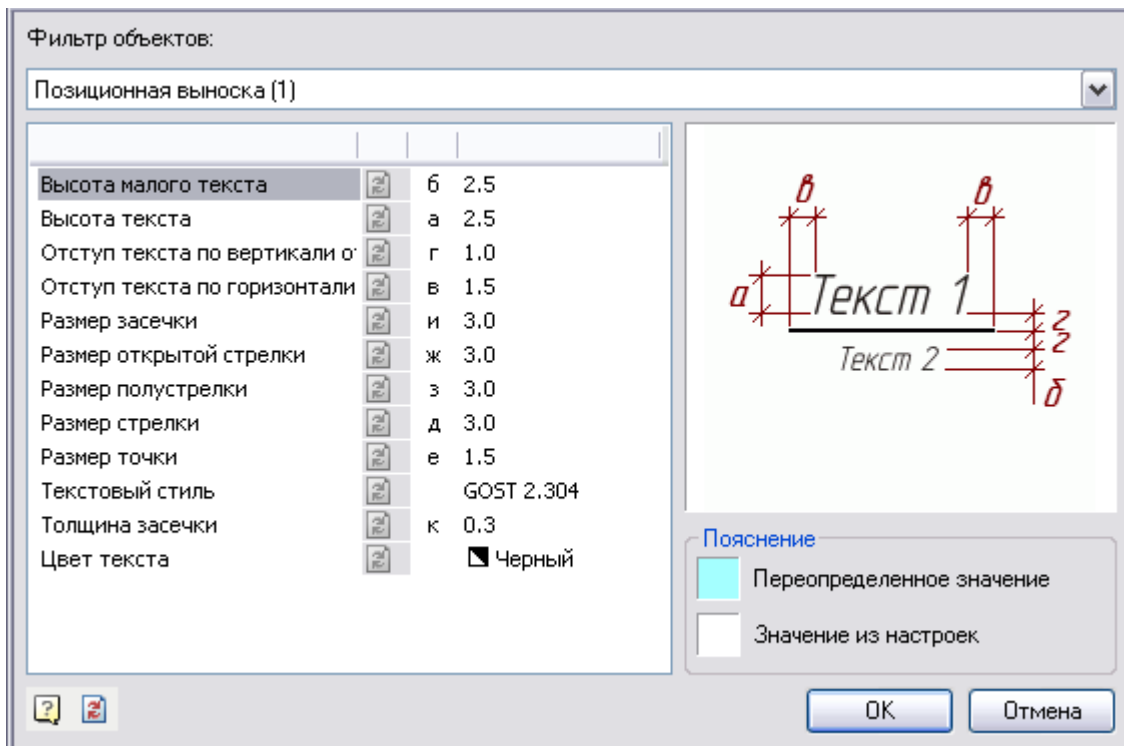 Фильтр объектов:
Позиционная выноска (1)
Высота малого текста б 2.5
Высота текста а 2.5
Отступ текста по вертикали о г 1.0
Отступ текста по горизонтали в 1.5
Размер засечки и 3.0
Размер открытой стрелки ж 3.0
Размер полустрелки з 3.0
Размер стрелки д 3.0
Размер точки е 1.5
Текстовый стиль GOST 2.304
Толщина засечки к 0.3
Цвет текста Черный
в в
а Текст 1 г
г
Текст 2
б
Пояснение
Переопределенное значение
Значение из настроек
OK Отмена